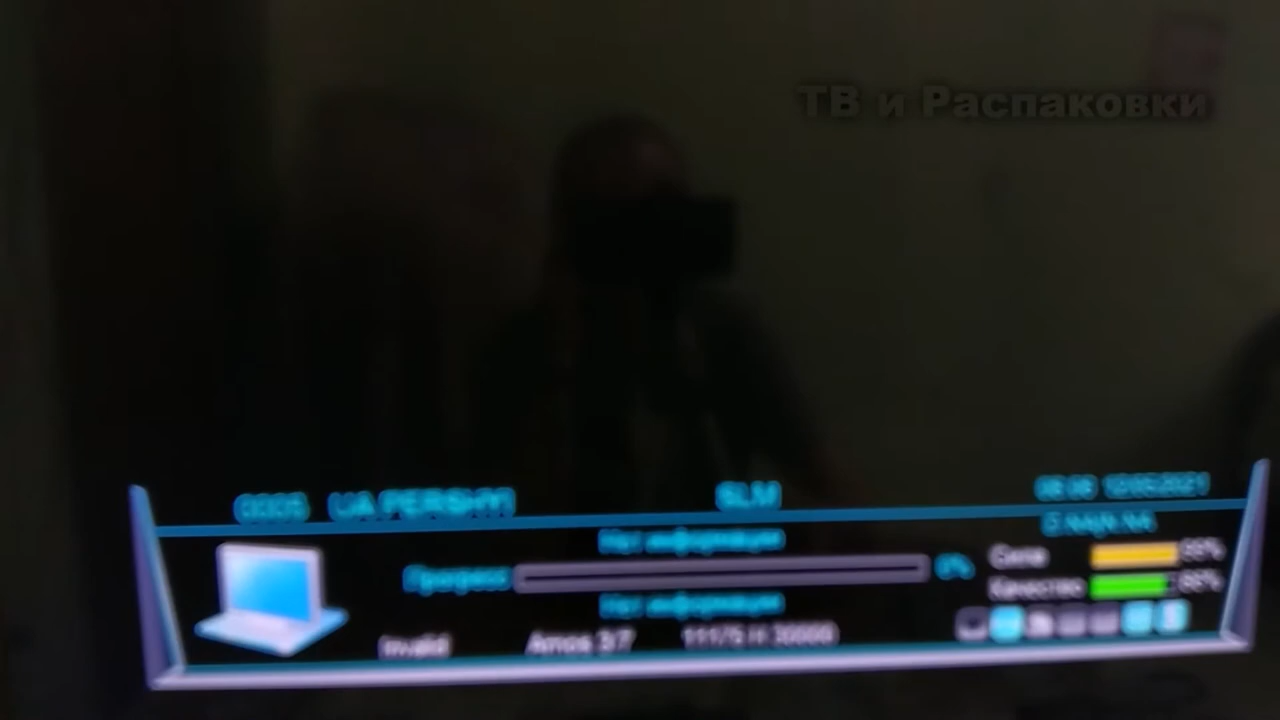 ТВ и Распаковки
0005 UA:PERSHYI SLM
Нет информации
Прогресс 0% Сила
Качество
Нет информации
Invalid Amos 3/7 11175 H 30000